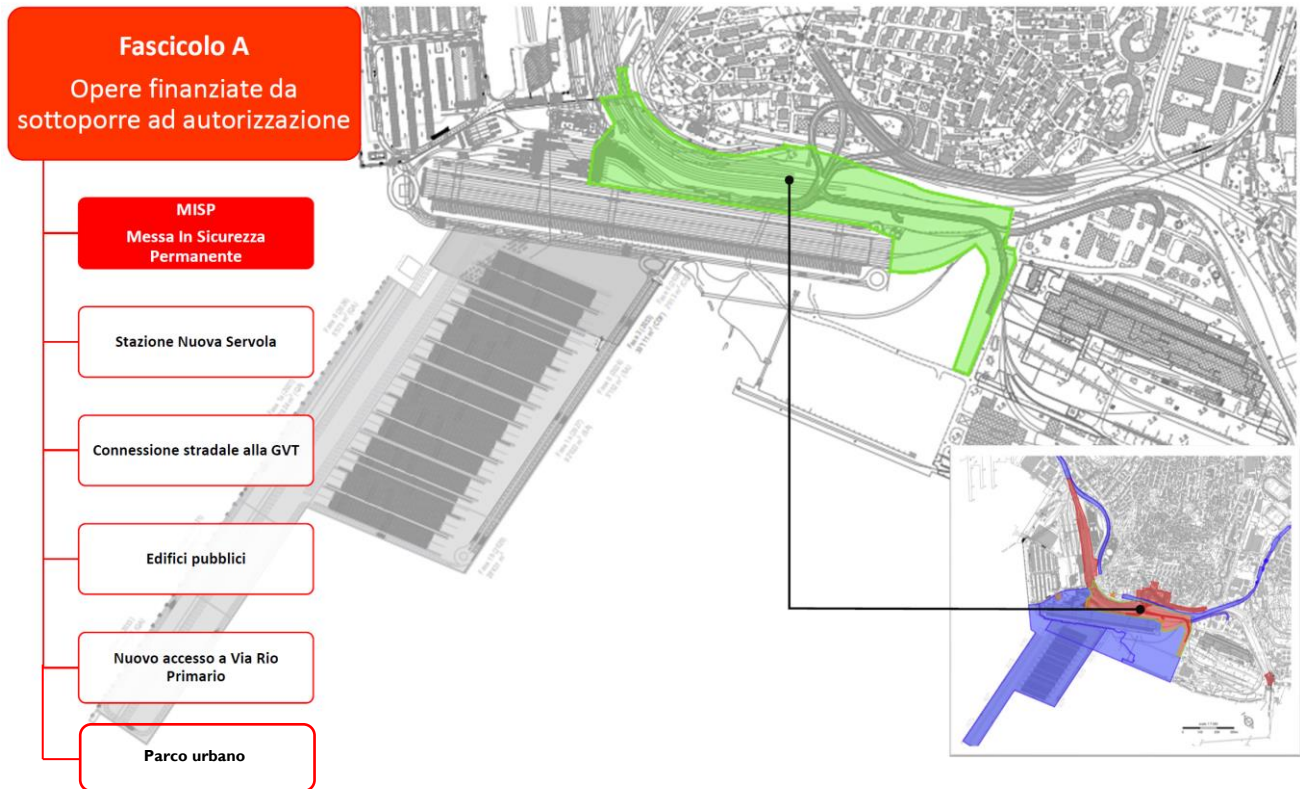 Fascicolo A
Opere finanziate da
sottoporre ad autorizzazione
MISP
Messa In Sicurezza
Permanente
Stazione Nuova Servola
Connessione stradale alla GVT
Edifici pubblici
Nuovo accesso a Via Rio
Primario
Parco urbano